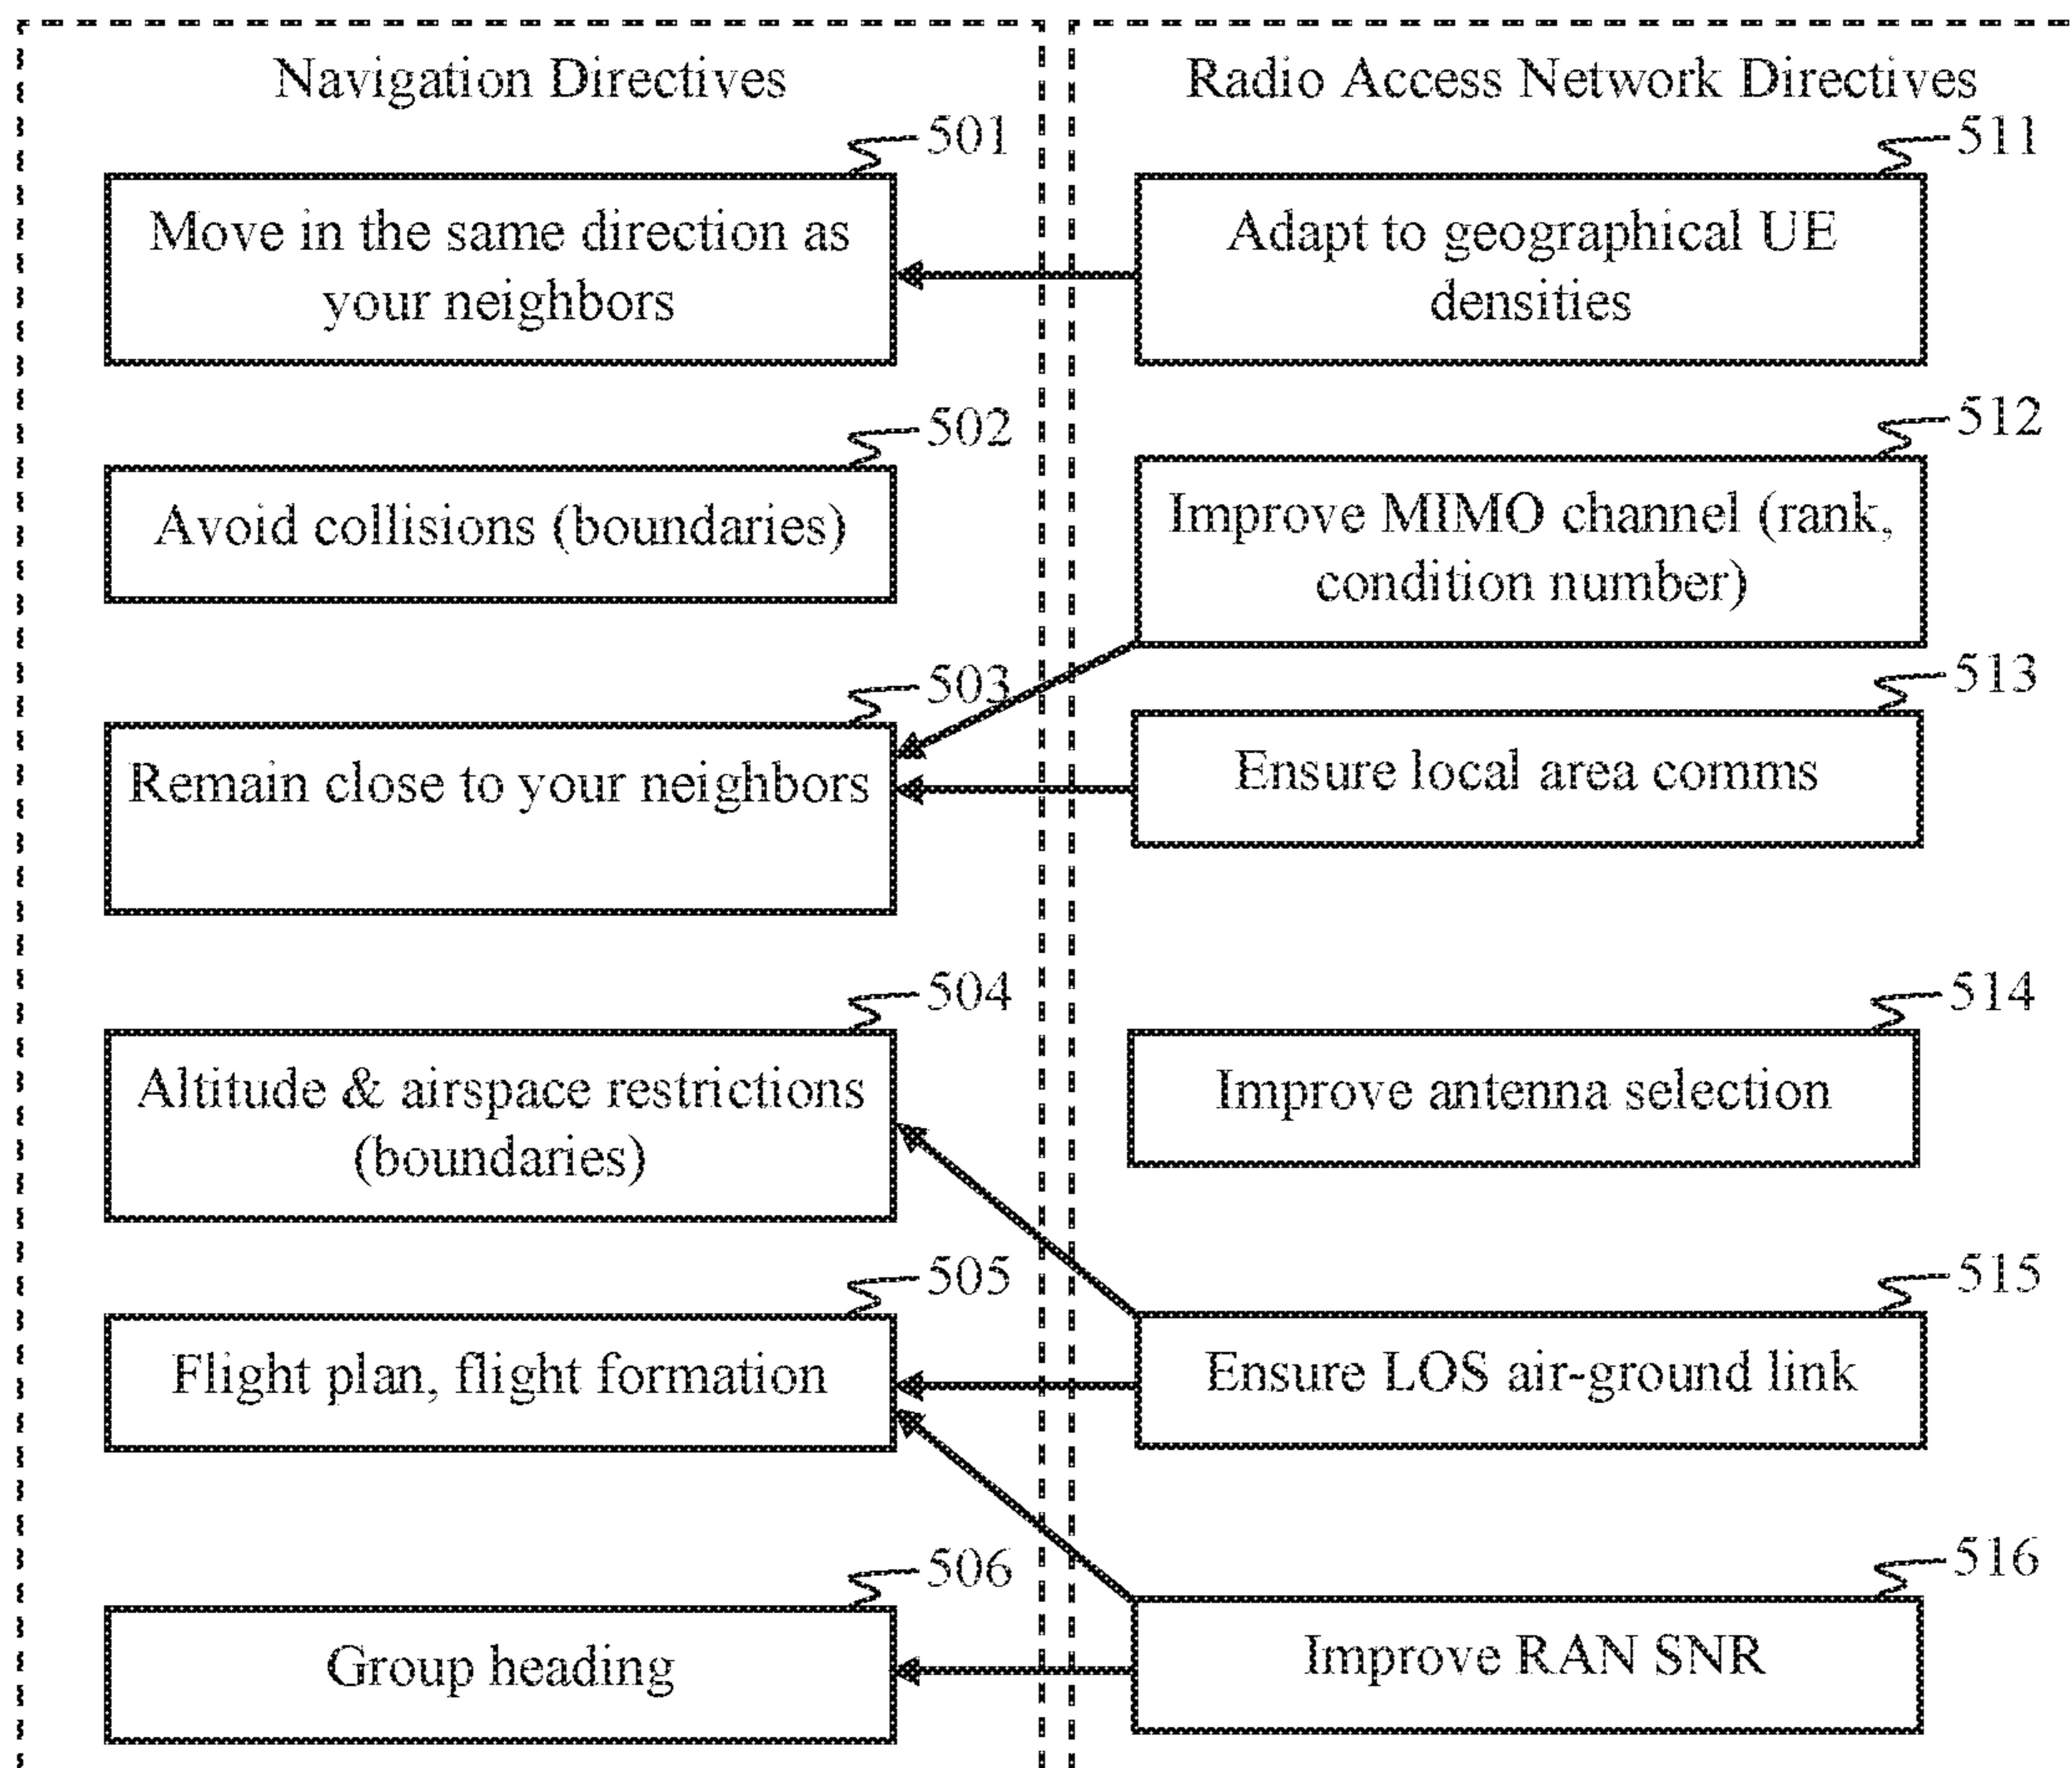 Navigation Directives
501
Move in the same direction as
your neighbors
502
Avoid collisions (boundaries)
503
Remain close to your neighbors
504
Altitude & airspace restrictions
(boundaries)
505
Flight plan, flight formation
506
Group heading
Radio Access Network Directives
511
Adapt to geographical UE
densities
512
Improve MIMO channel (rank,
condition number)
513
Ensure local area comms
514
Improve antenna selection
515
Ensure LOS air-ground link
516
Improve RAN SNR